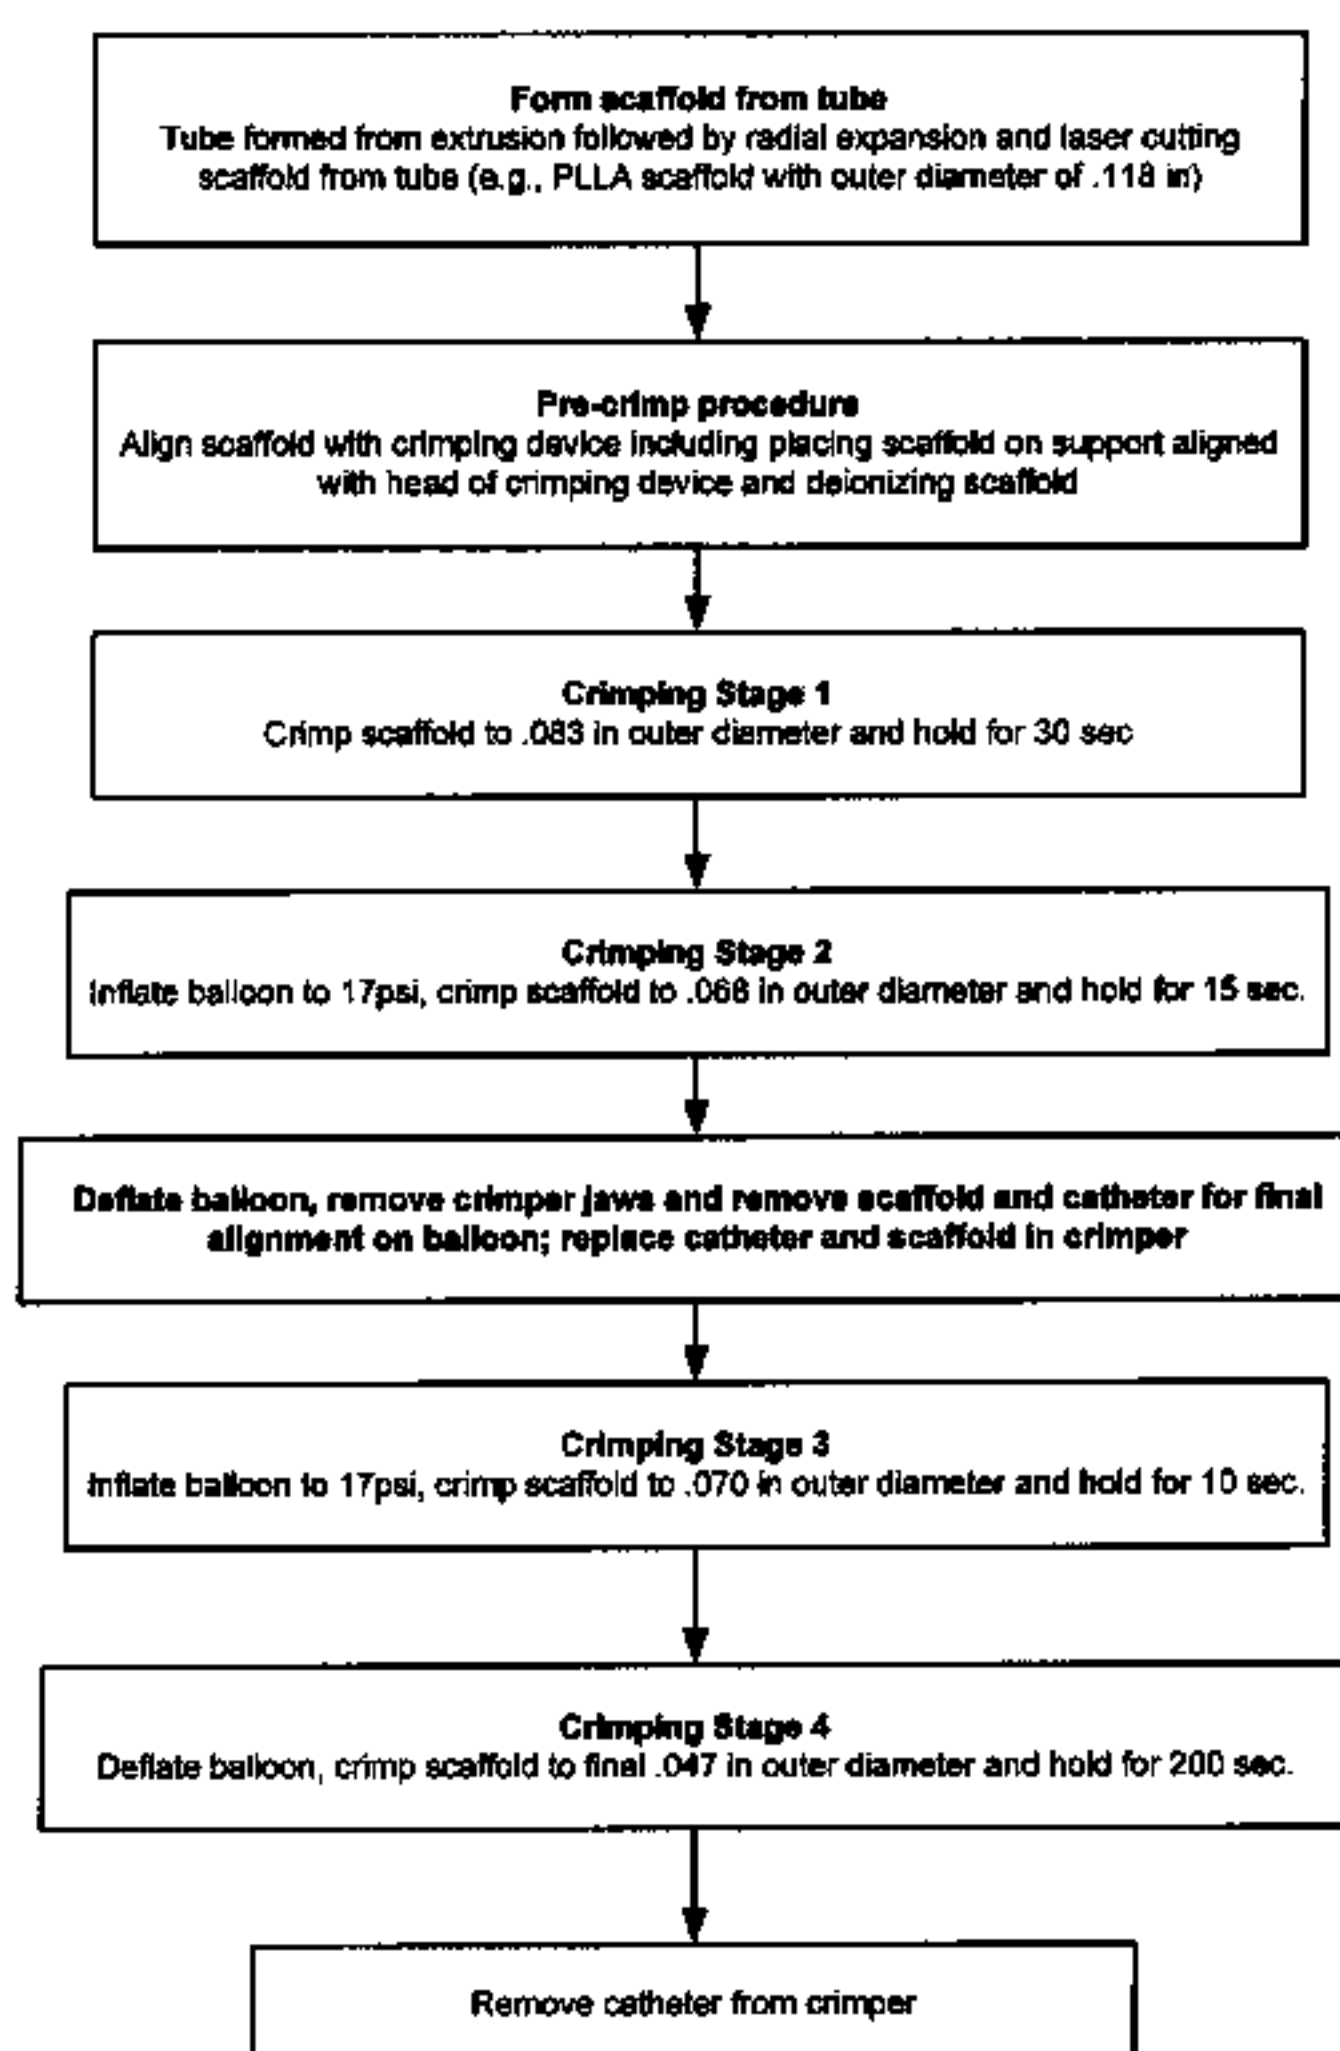 Form scaffold from tube
Tube formed from extrusion followed by radial expansion and laser cutting
scaffold from tube (e.g., PLLA scaffold with outer diameter of .118 in)
Pre-crimp procedure
Align scaffold with crimping device including placing scaffold on support aligned
with head of crimping device and deionizing scaffold
Crimping Stage 1
Crimp scaffold to .083 in outer diameter and hold for 30 sec
Crimping Stage 2
Inflate balloon to 17psi, crimp scaffold to .068 in outer diameter and hold for 15 sec.
Deflate balloon, remove crimper jaws and remove scaffold and catheter for final
alignment on balloon; replace catheter and scaffold in crimper
Crimping Stage 3
Inflate balloon to 17psi, crimp scaffold to .070 in outer diameter and hold for 10 sec.
Crimping Stage 4
Deflate balloon, crimp scaffold to final .047 in outer diameter and hold for 200 sec.
Remove catheter from crimper